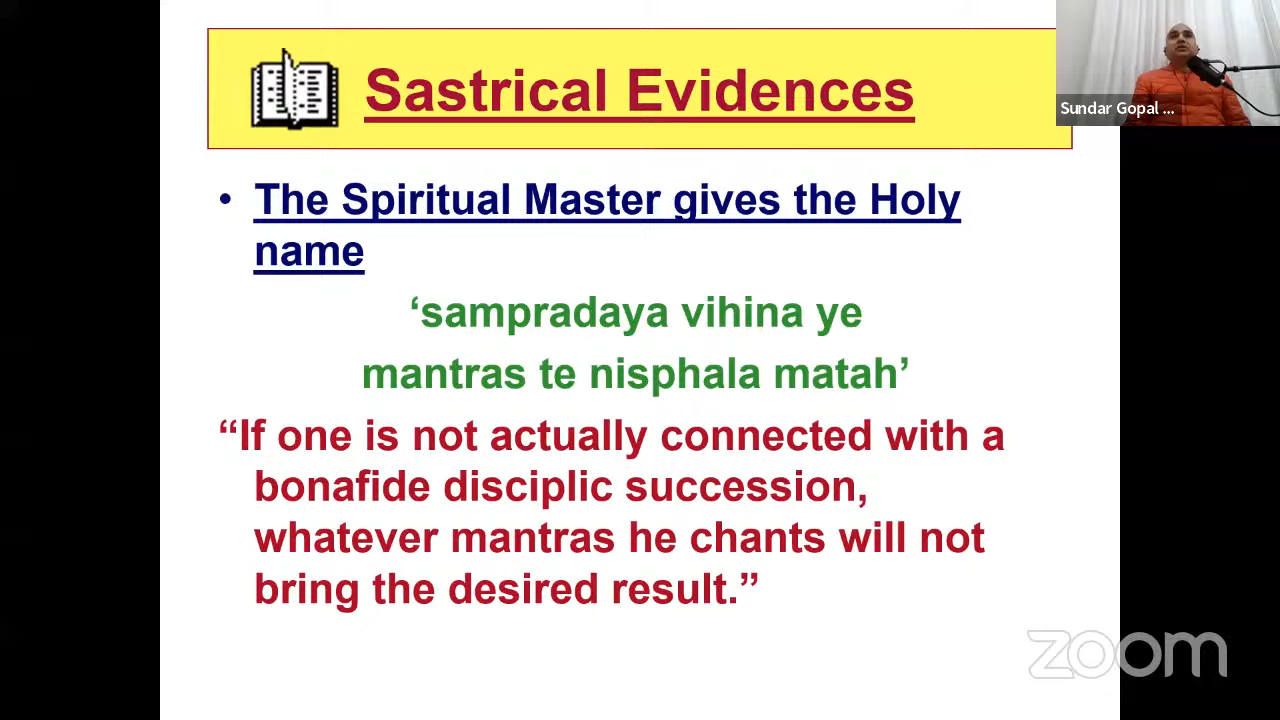 Sastrical Evidences
Sundar Gopal ...
• The Spiritual Master gives the Holy
name
‘sampradaya vihina ye
mantras te nisphala matah’
“If one is not actually connected with a
bonafide disciplic succession,
whatever mantras he chants will not
bring the desired result.”
zoom